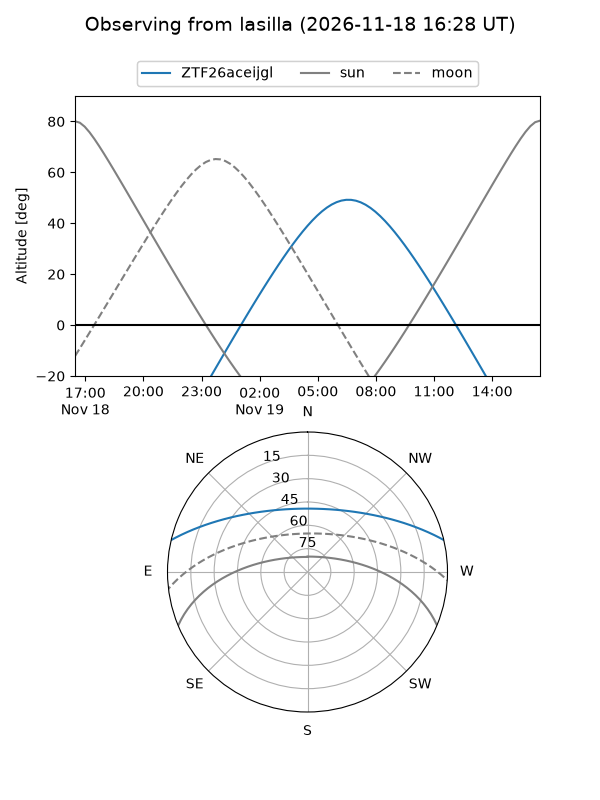 Observing from lasilla (2026-11-18 16:28 UT)
ZTF26aceijgl sun moon
Altitude [deg]
80
60
40
20
0
−20
17:00 20:00 23:00 02:00 05:00 08:00 11:00 14:00
Nov 18 Nov 19
N
NE NW
15
30
45
60
75
E W
SE SW
S